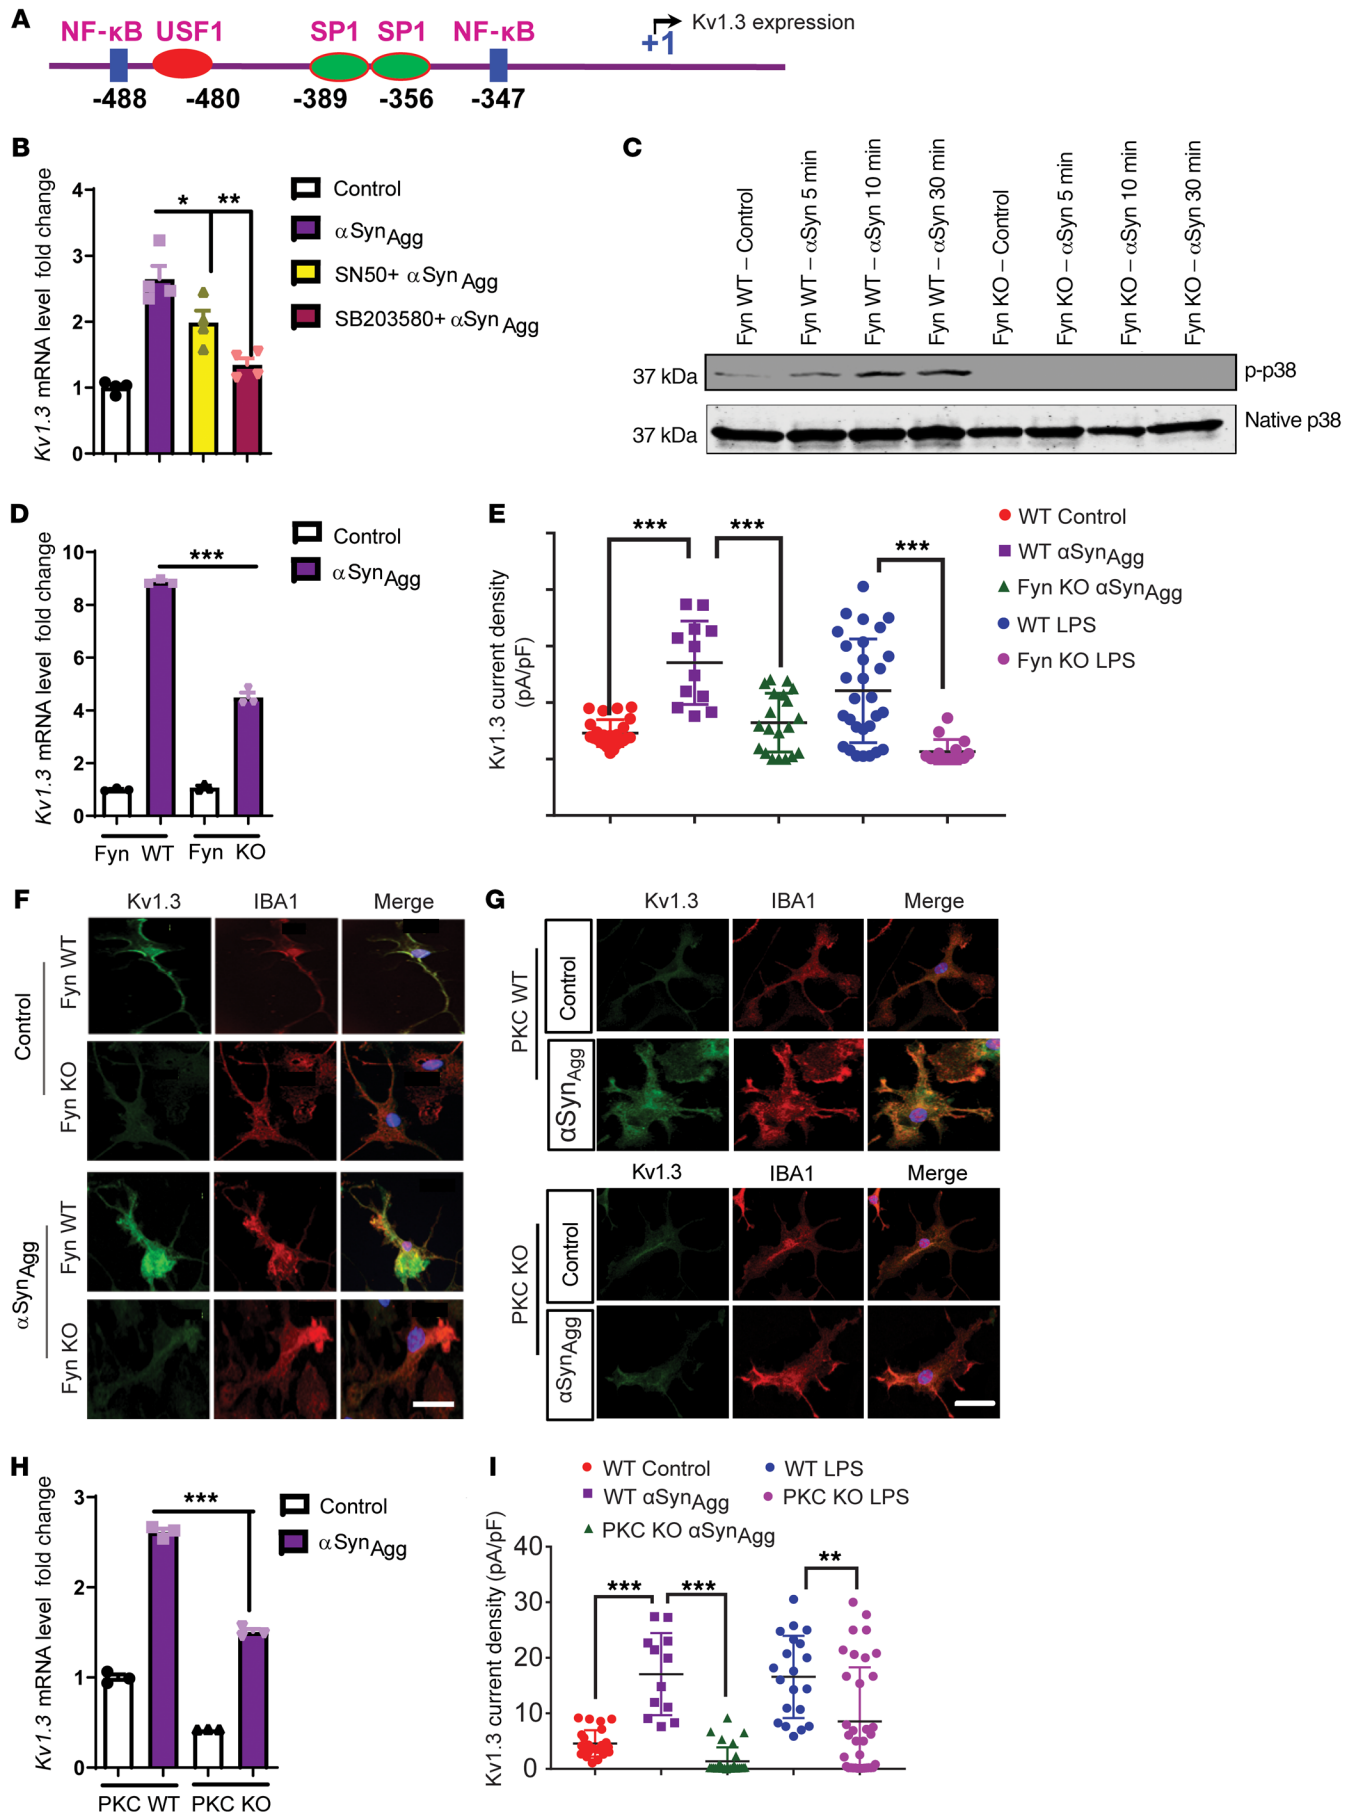 A
NF-κB USF1 SP1 SP1 NF-κB
+1
Kv1.3 expression
-488 -480 -389 -356 -347
B
Kv1.3 mRNA level fold change
4
3
2
1
0
* **
Control
αSynAgg
SN50+ αSynAgg
SB203580+ αSynAgg
C
Fyn WT – Control
Fyn WT – αSyn 5 min
Fyn WT – αSyn 10 min
Fyn WT – αSyn 30 min
Fyn KO – Control
Fyn KO – αSyn 5 min
Fyn KO – αSyn 10 min
Fyn KO – αSyn 30 min
37 kDa p-p38
37 kDa Native p38
D
Kv1.3 mRNA level fold change
10
8
6
4
2
0
***
Control
αSynAgg
Fyn WT Fyn KO
E
Kv1.3 current density
(pA/pF)
*** *** ***
WT Control
WT αSynAgg
Fyn KO αSynAgg
WT LPS
Fyn KO LPS
F
Kv1.3 IBA1 Merge
Control
Fyn WT
Fyn KO
αSynAgg
Fyn WT
Fyn KO
G
Kv1.3 IBA1 Merge
PKC WT
Control
αSynAgg
Kv1.3 IBA1 Merge
PKC KO
Control
αSynAgg
H
Kv1.3 mRNA level fold change
3
2
1
0
***
Control
αSynAgg
PKC WT PKC KO
I
WT Control
WT αSynAgg
PKC KO αSynAgg
WT LPS
PKC KO LPS
Kv1.3 current density (pA/pF)
40
30
20
10
0
*** *** **